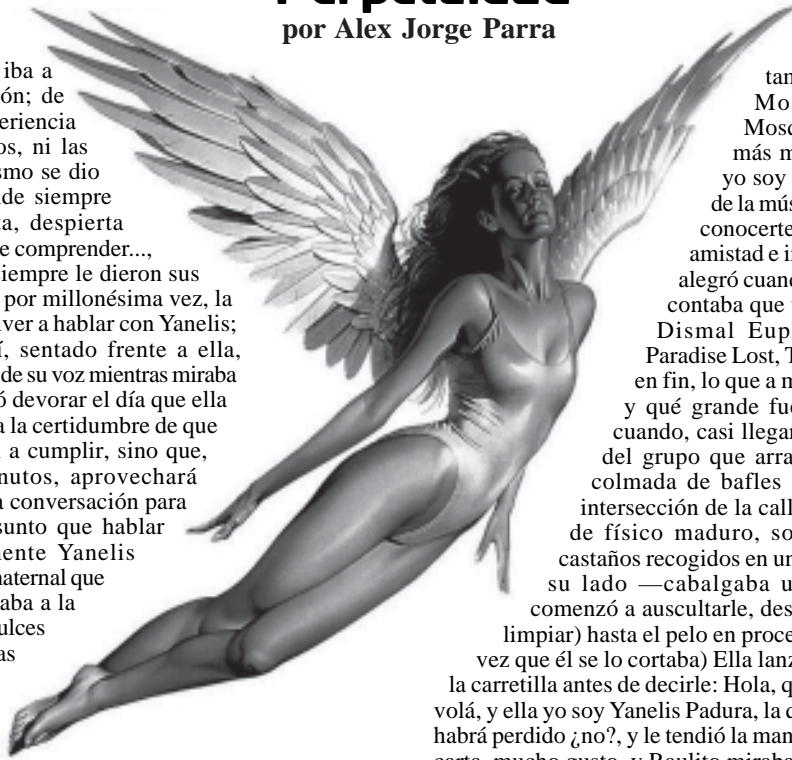 por Alex Jorge Parra
iba a
ón; de
eriencia
os, ni las
smo se dio
de siempre
ta, despierta
e comprender...,
siempre le dieron sus
por millonésima vez, la
lver a hablar con Yanelis;
í, sentado frente a ella,
de su voz mientras miraba
ó devorar el día que ella
a la certidumbre de que
a cumplir, sino que,
nutos, aprovechará
a conversación para
sunto que hablar
ente Yanelis
maternal que
aba a la
ulces
as
tan
Mo
Mosc
más m
yo soy
de la mús
conocerte
amistad e in
alegró cuand
contaba que
Dismal Eup
Paradise Lost, T
en fin, lo que a m
y qué grande fue
cuando, casi llegar
del grupo que arra
colmada de bafles
intersección de la call
de físico maduro, so
castaños recogidos en un
su lado —cabalgaba u
comenzó a auscultarle, des
limpiar) hasta el pelo en proce
vez que él se lo cortaba) Ella lanz
la carretilla antes de decirle: Hola, q
volá, y ella yo soy Yanelis Padura, la c
habrá perdido ¿no?, y le tendió la man